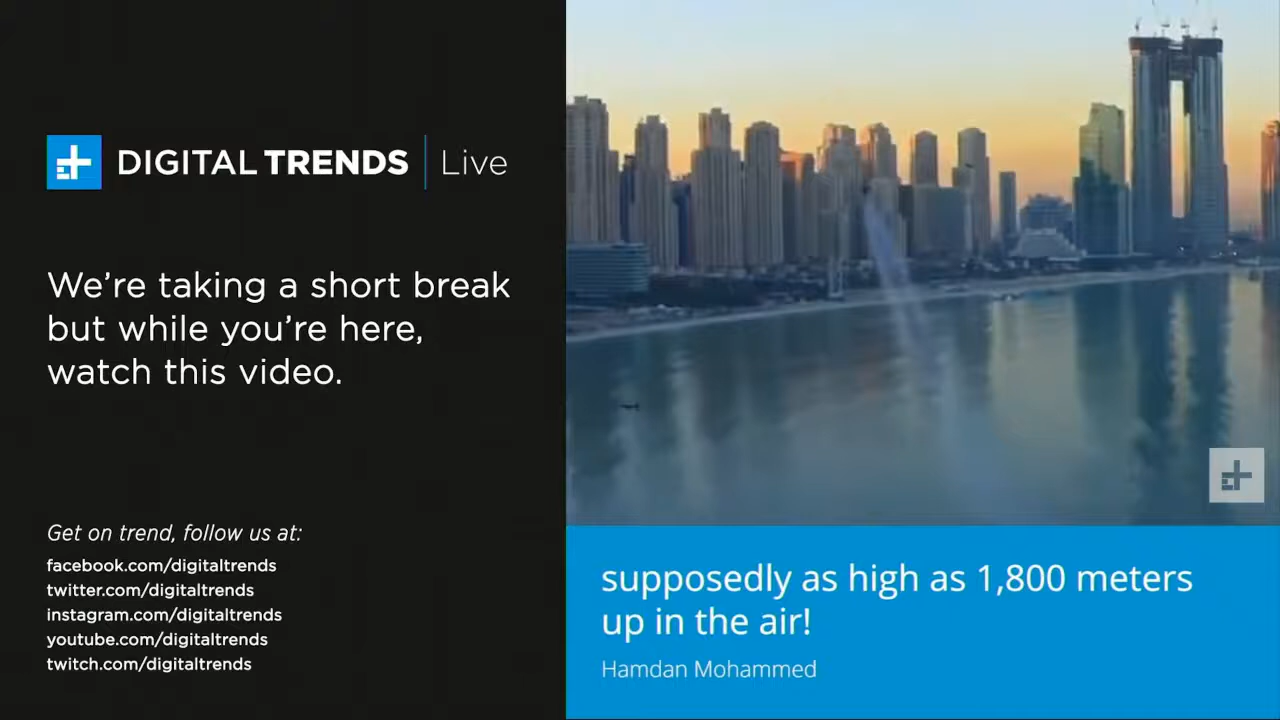 DIGITAL TRENDS Live
We're taking a short break
but while you're here,
watch this video.
Get on trend, follow us at:
facebook.com/digitaltrends
twitter.com/digitaltrends
instagram.com/digitaltrends
youtube.com/digitaltrends
twitch.com/digitaltrends
supposedly as high as 1,800 meters
up in the air!
Hamdan Mohammed